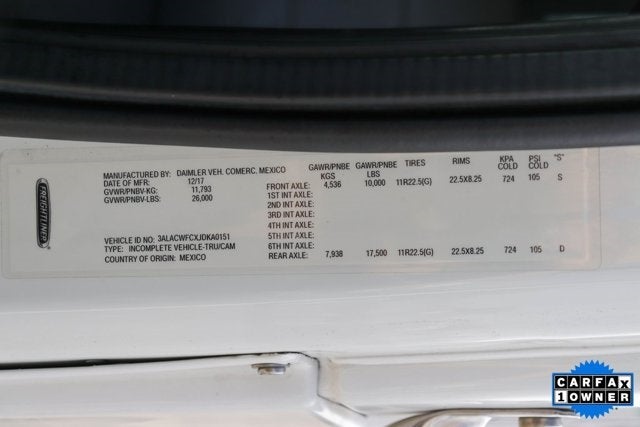 FREIGHTLINER
MANUFACTURED BY: DAIMLER VEH. COMERC. MEXICO
DATE OF MFR: 12/17
GVWR/PNBV-KG: 11,793
GVWR/PNBV-LBS: 26,000
VEHICLE ID NO: 3ALACWFCXJDKA0151
TYPE: INCOMPLETE VEHICLE-TRU/CAM
COUNTRY OF ORIGIN: MEXICO
GAWR/PNBE KGS GAWR/PNBE LBS TIRES RIMS KPA COLD PSI COLD "S"
FRONT AXLE: 4,536 10,000 11R22.5(G) 22.5X8.25 724 105 S
1ST INT AXLE:
2ND INT AXLE:
3RD INT AXLE:
4TH INT AXLE:
5TH INT AXLE:
6TH INT AXLE:
REAR AXLE: 7,938 17,500 11R22.5(G) 22.5X8.25 724 105 D
CARFAX
1 OWNER